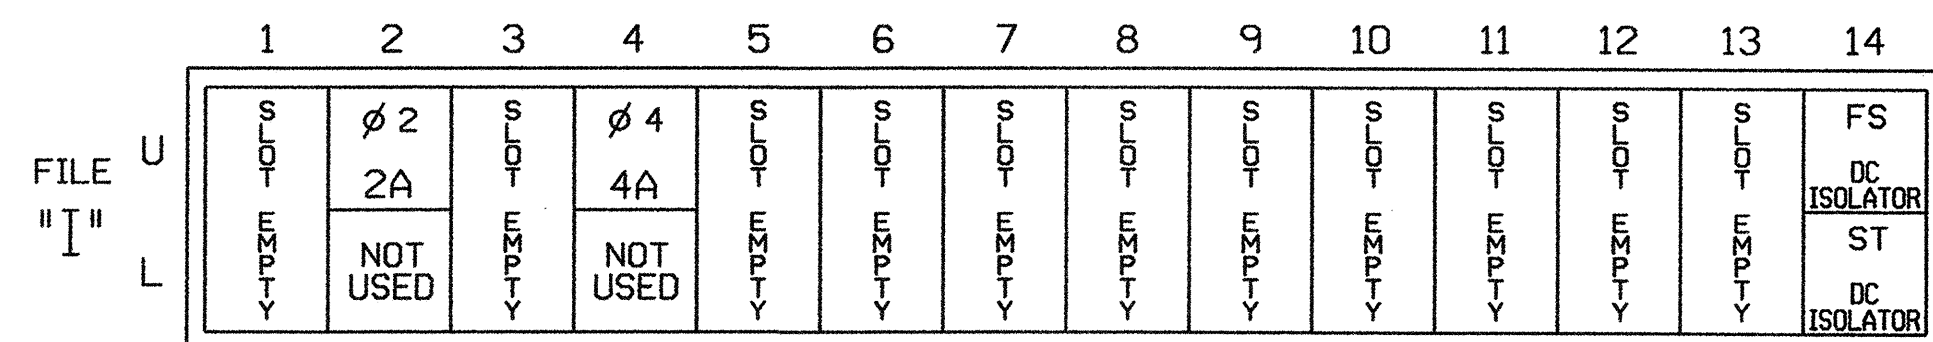 1 2 3 4 5 6 7 8 9 10 11 12 13 14
FILE
"I"
U
L
SLOT EMPTY
Ø 2
2A
NOT
USED
SLOT EMPTY
Ø 4
4A
NOT
USED
SLOT EMPTY
SLOT EMPTY
SLOT EMPTY
SLOT EMPTY
SLOT EMPTY
SLOT EMPTY
SLOT EMPTY
SLOT EMPTY
SLOT EMPTY
FS
DC
ISOLATOR
ST
DC
ISOLATOR